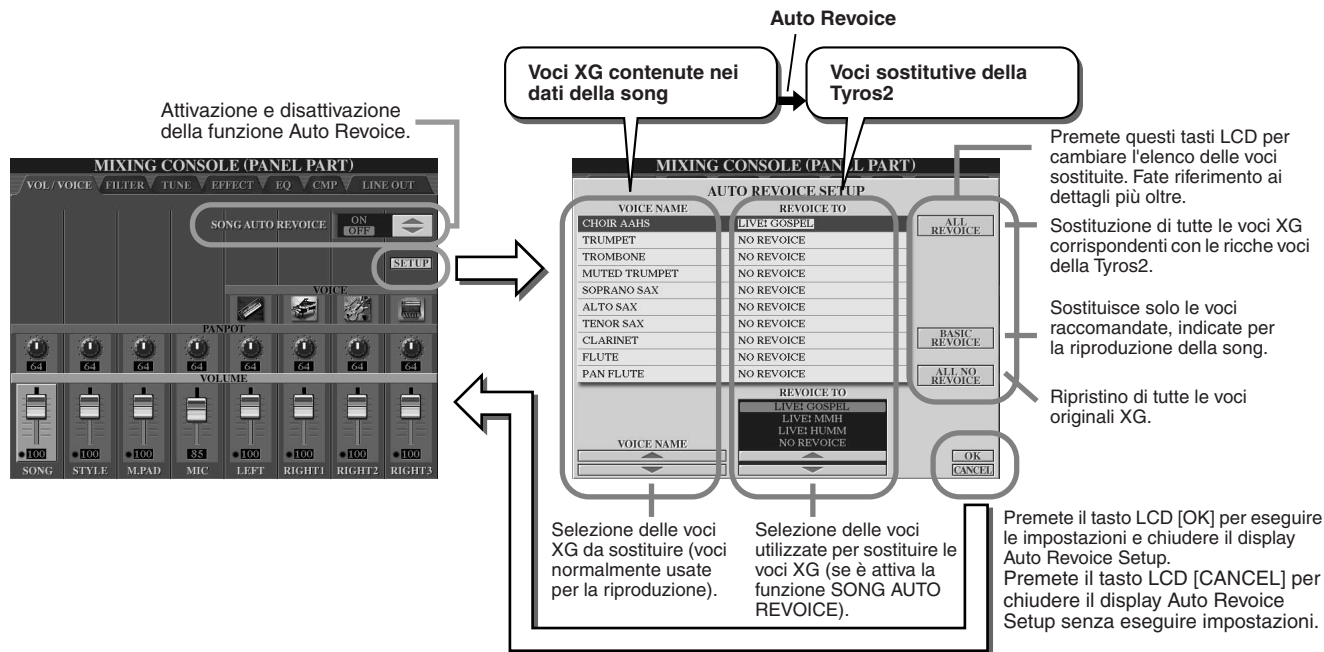 Auto Revoice
Voci XG contenute nei
dati della song
Voci sostitutive della
Tyros2
Attivazione e disattivazione
della funzione Auto Revoice.
MIXING CONSOLE (PANEL PART)
VOL / VOICE FILTER TUNE EFFECT EQ CMP LINE OUT
SONG AUTO REVOICE ON
OFF
SETUP
VOICE
PANPOT
64 64 64 64 64 64 64 64
VOLUME
100 100 100 85 100 100 100 100
SONG STYLE M.PAD MIC LEFT RIGHT1 RIGHT2 RIGHT3
MIXING CONSOLE (PANEL PART)
AUTO REVOICE SETUP
VOICE NAME REVOICE TO
CHOIR AAHS LIVE! GOSPEL
TRUMPET NO REVOICE
TROMBONE NO REVOICE
MUTED TRUMPET NO REVOICE
SOPRANO SAX NO REVOICE
ALTO SAX NO REVOICE
TENOR SAX NO REVOICE
CLARINET NO REVOICE
FLUTE NO REVOICE
PAN FLUTE NO REVOICE
REVOICE TO
LIVE! GOSPEL
LIVE! MMH
LIVE! HUMM
NO REVOICE
VOICE NAME
ALL
REVOICE
BASIC
REVOICE
ALL NO
REVOICE
OK
CANCEL
Premete questi tasti LCD per
cambiare l'elenco delle voci
sostituite. Fate riferimento ai
dettagli più oltre.
Sostituzione di tutte le voci XG
corrispondenti con le ricche voci
della Tyros2.
Sostituisce solo le voci
raccomandate, indicate per
la riproduzione della song.
Ripristino di tutte le voci
originali XG.
Selezione delle voci
XG da sostituire (voci
normalmente usate
per la riproduzione).
Selezione delle voci
utilizzate per sostituire le
voci XG (se è attiva la
funzione SONG AUTO
REVOICE).
Premete il tasto LCD [OK] per eseguire
le impostazioni e chiudere il display
Auto Revoice Setup.
Premete il tasto LCD [CANCEL] per
chiudere il display Auto Revoice
Setup senza eseguire impostazioni.